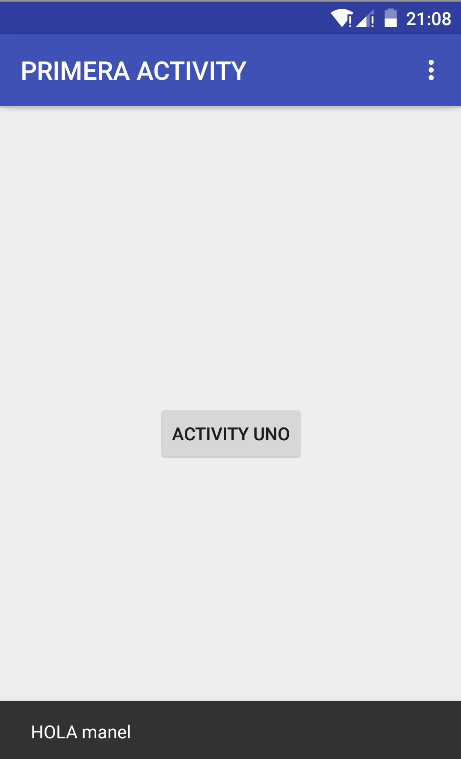 21:08
PRIMERA ACTIVITY
ACTIVITY UNO
HOLA manel